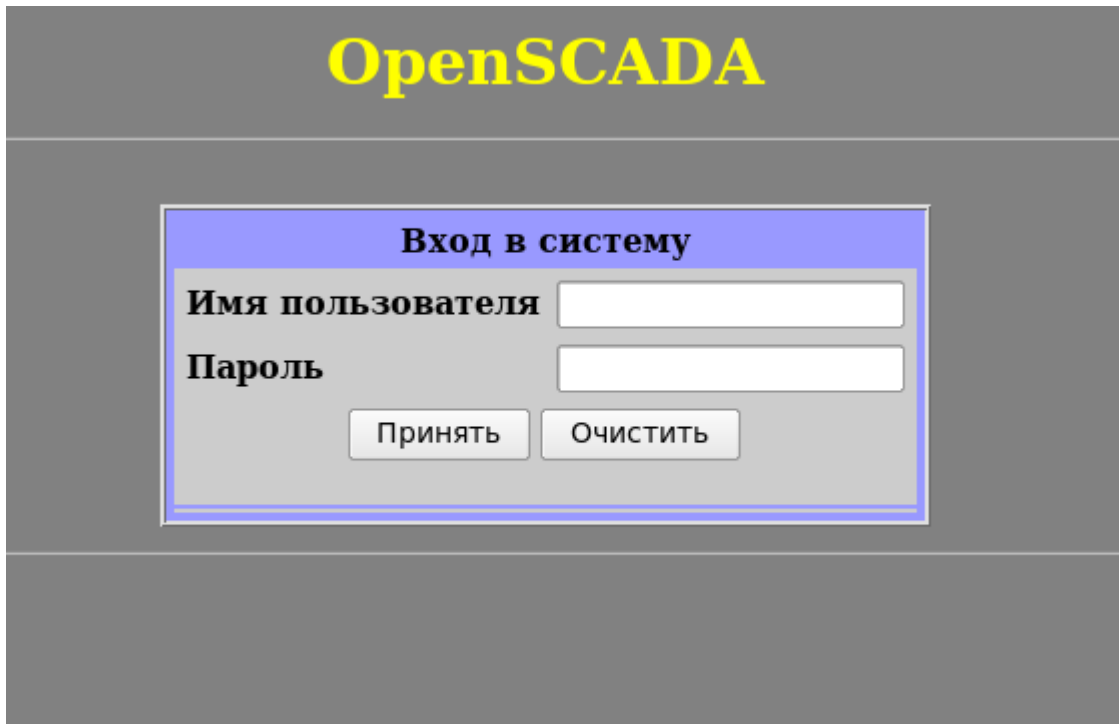 OpenSCADA
Вход в систему
Имя пользователя
Пароль
Принять Очистить